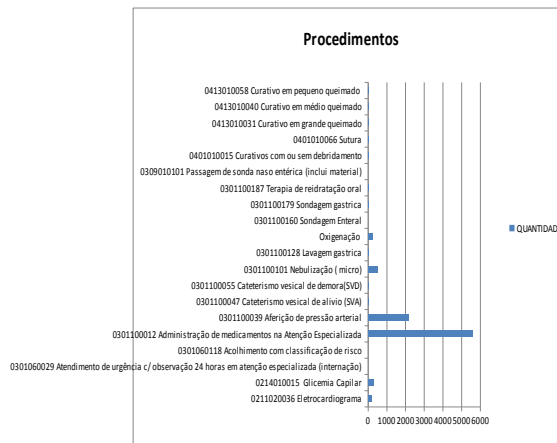 Procedimentos
0413010058 Curativo em pequeno queimado
0413010040 Curativo em médio queimado
0413010031 Curativo em grande queimado
0401010066 Sutura
0401010015 Curativos com ou sem debridamento
0309010101 Passagem de sonda naso entérica (inclui material)
0301100187 Terapia de reidratação oral
0301100179 Sondagem gastrica
0301100160 Sondagem Enteral
Oxigenação
0301100128 Lavagem gastrica
0301100101 Nebulização ( micro)
0301100055 Cateterismo vesical de demora(SVD)
0301100047 Cateterismo vesical de alívio (SVA)
0301100039 Aferição de pressão arterial
0301100012 Administração de medicamentos na Atenção Especializada
0301060118 Acolhimento com classificação de risco
0301060029 Atendimento de urgência c/ observação 24 horas em atenção especializada (internação)
0214010015 Glicemia Capilar
0211020036 Eletrocardiograma
0 1000 2000 3000 4000 5000 6000
QUANTIDAD